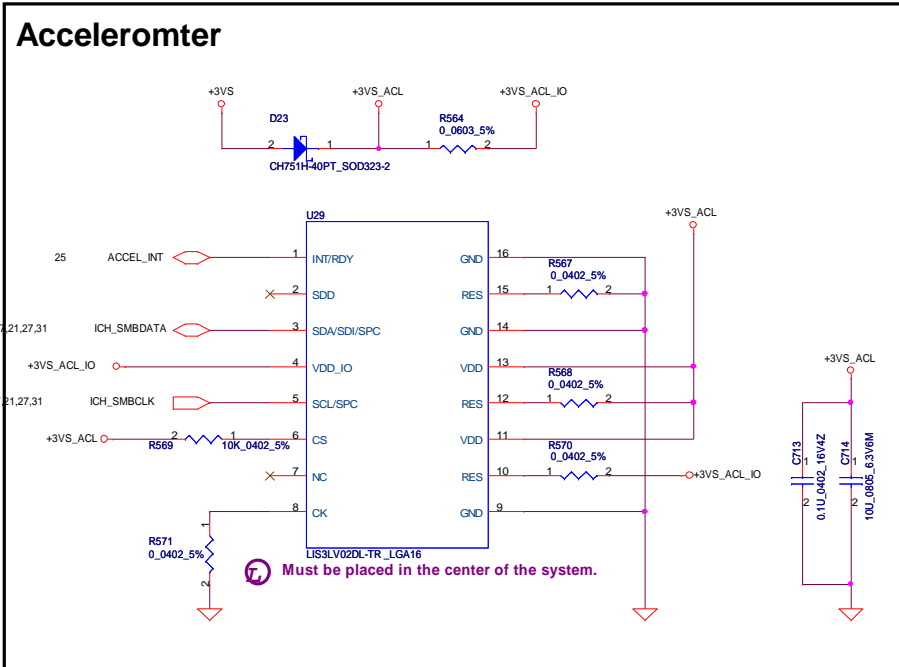 Acceleromter
+3VS
+3VS_ACL
+3VS_ACL_IO
D23
R564
0_0603_5%
2
1
1
2
CH751H-40PT_SOD323-2
U29
+3VS_ACL
25
ACCEL_INT
1
INT/RDY
GND
16
R567
0_0402_5%
2
SDD
RES
15
1
2
7,21,27,31
ICH_SMBDATA
3
SDA/SDI/SPC
GND
14
+3VS_ACL_IO
4
VDD_IO
VDD
13
R568
0_0402_5%
+3VS_ACL
,21,27,31
ICH_SMBCLK
5
SCL/SPC
RES
12
1
2
+3VS_ACL
2
1
R569
10K_0402_5%
6
CS
VDD
11
R570
0_0402_5%
7
NC
RES
10
1
2
+3VS_ACL_IO
8
CK
GND
9
1
R571
0_0402_5%
2
C713
1
2
0.1U_0402_16V4Z
C714
1
2
10U_0805_6.3V6M
LIS3LV02DL-TR_LGA16
Must be placed in the center of the system.